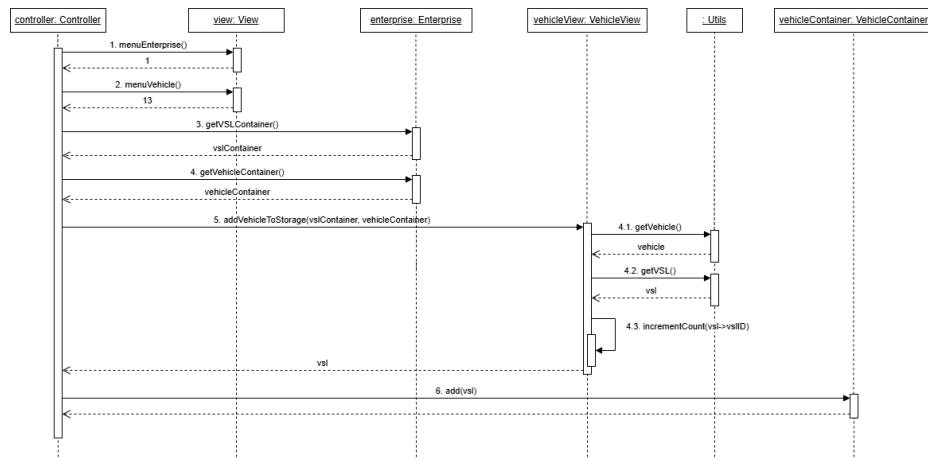 controller: Controller
view: View
enterprise: Enterprise
vehicleView: VehicleView
: Utils
vehicleContainer: VehicleContainer
1. menuEnterprise()
1
2. menuVehicle()
13
3. getVSLContainer()
vslContainer
4. getVehicleContainer()
vehicleContainer
5. addVehicleToStorage(vslContainer, vehicleContainer)
4.1. getVehicle()
vehicle
4.2. getVSL()
vsl
4.3. incrementCount(vsl->vslID)
vsl
6. add(vsl)